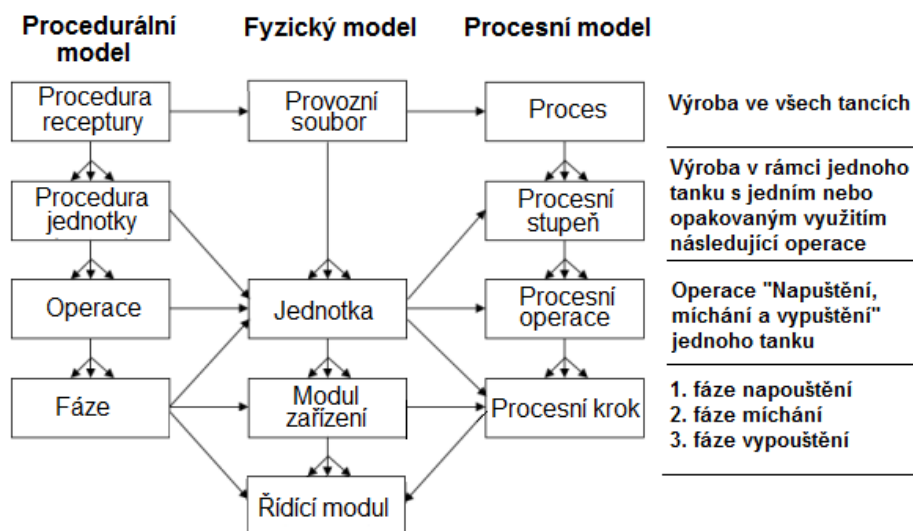 Procedurální
model
Fyzický model
Procesní model
Procedura
receptury
Provozní
soubor
Proces
Výroba ve všech tancích
Procedura
jednotky
Procesní
stupeň
Výroba v rámci jednoho
tanku s jedním nebo
opakovaným využitím
následující operace
Operace
Jednotka
Procesní
operace
Operace "Napuštění,
míchání a vypuštění"
jednoho tanku
Fáze
Modul
zařízení
Procesní krok
1. fáze napouštění
2. fáze míchání
3. fáze vypouštění
Řídící modul